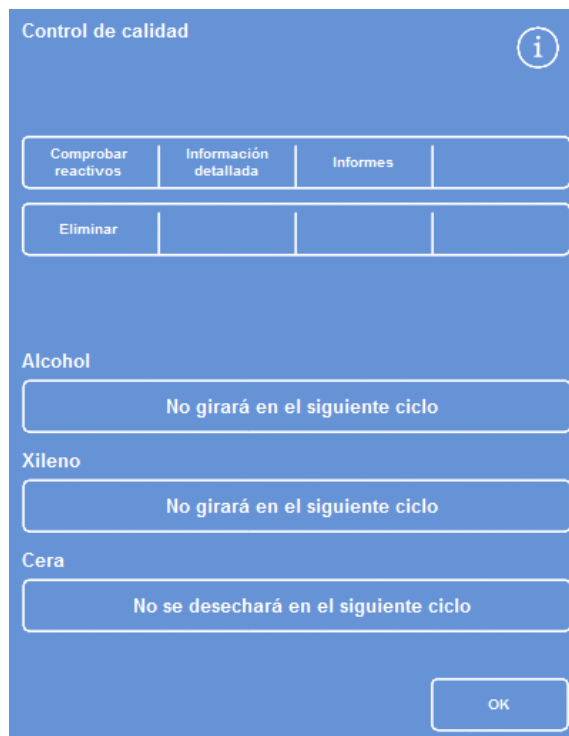 Control de calidad
i
Comprobar
reactivos
Información
detallada
Informes
Eliminar
Alcohol
No girará en el siguiente ciclo
Xileno
No girará en el siguiente ciclo
Cera
No se desechará en el siguiente ciclo
OK